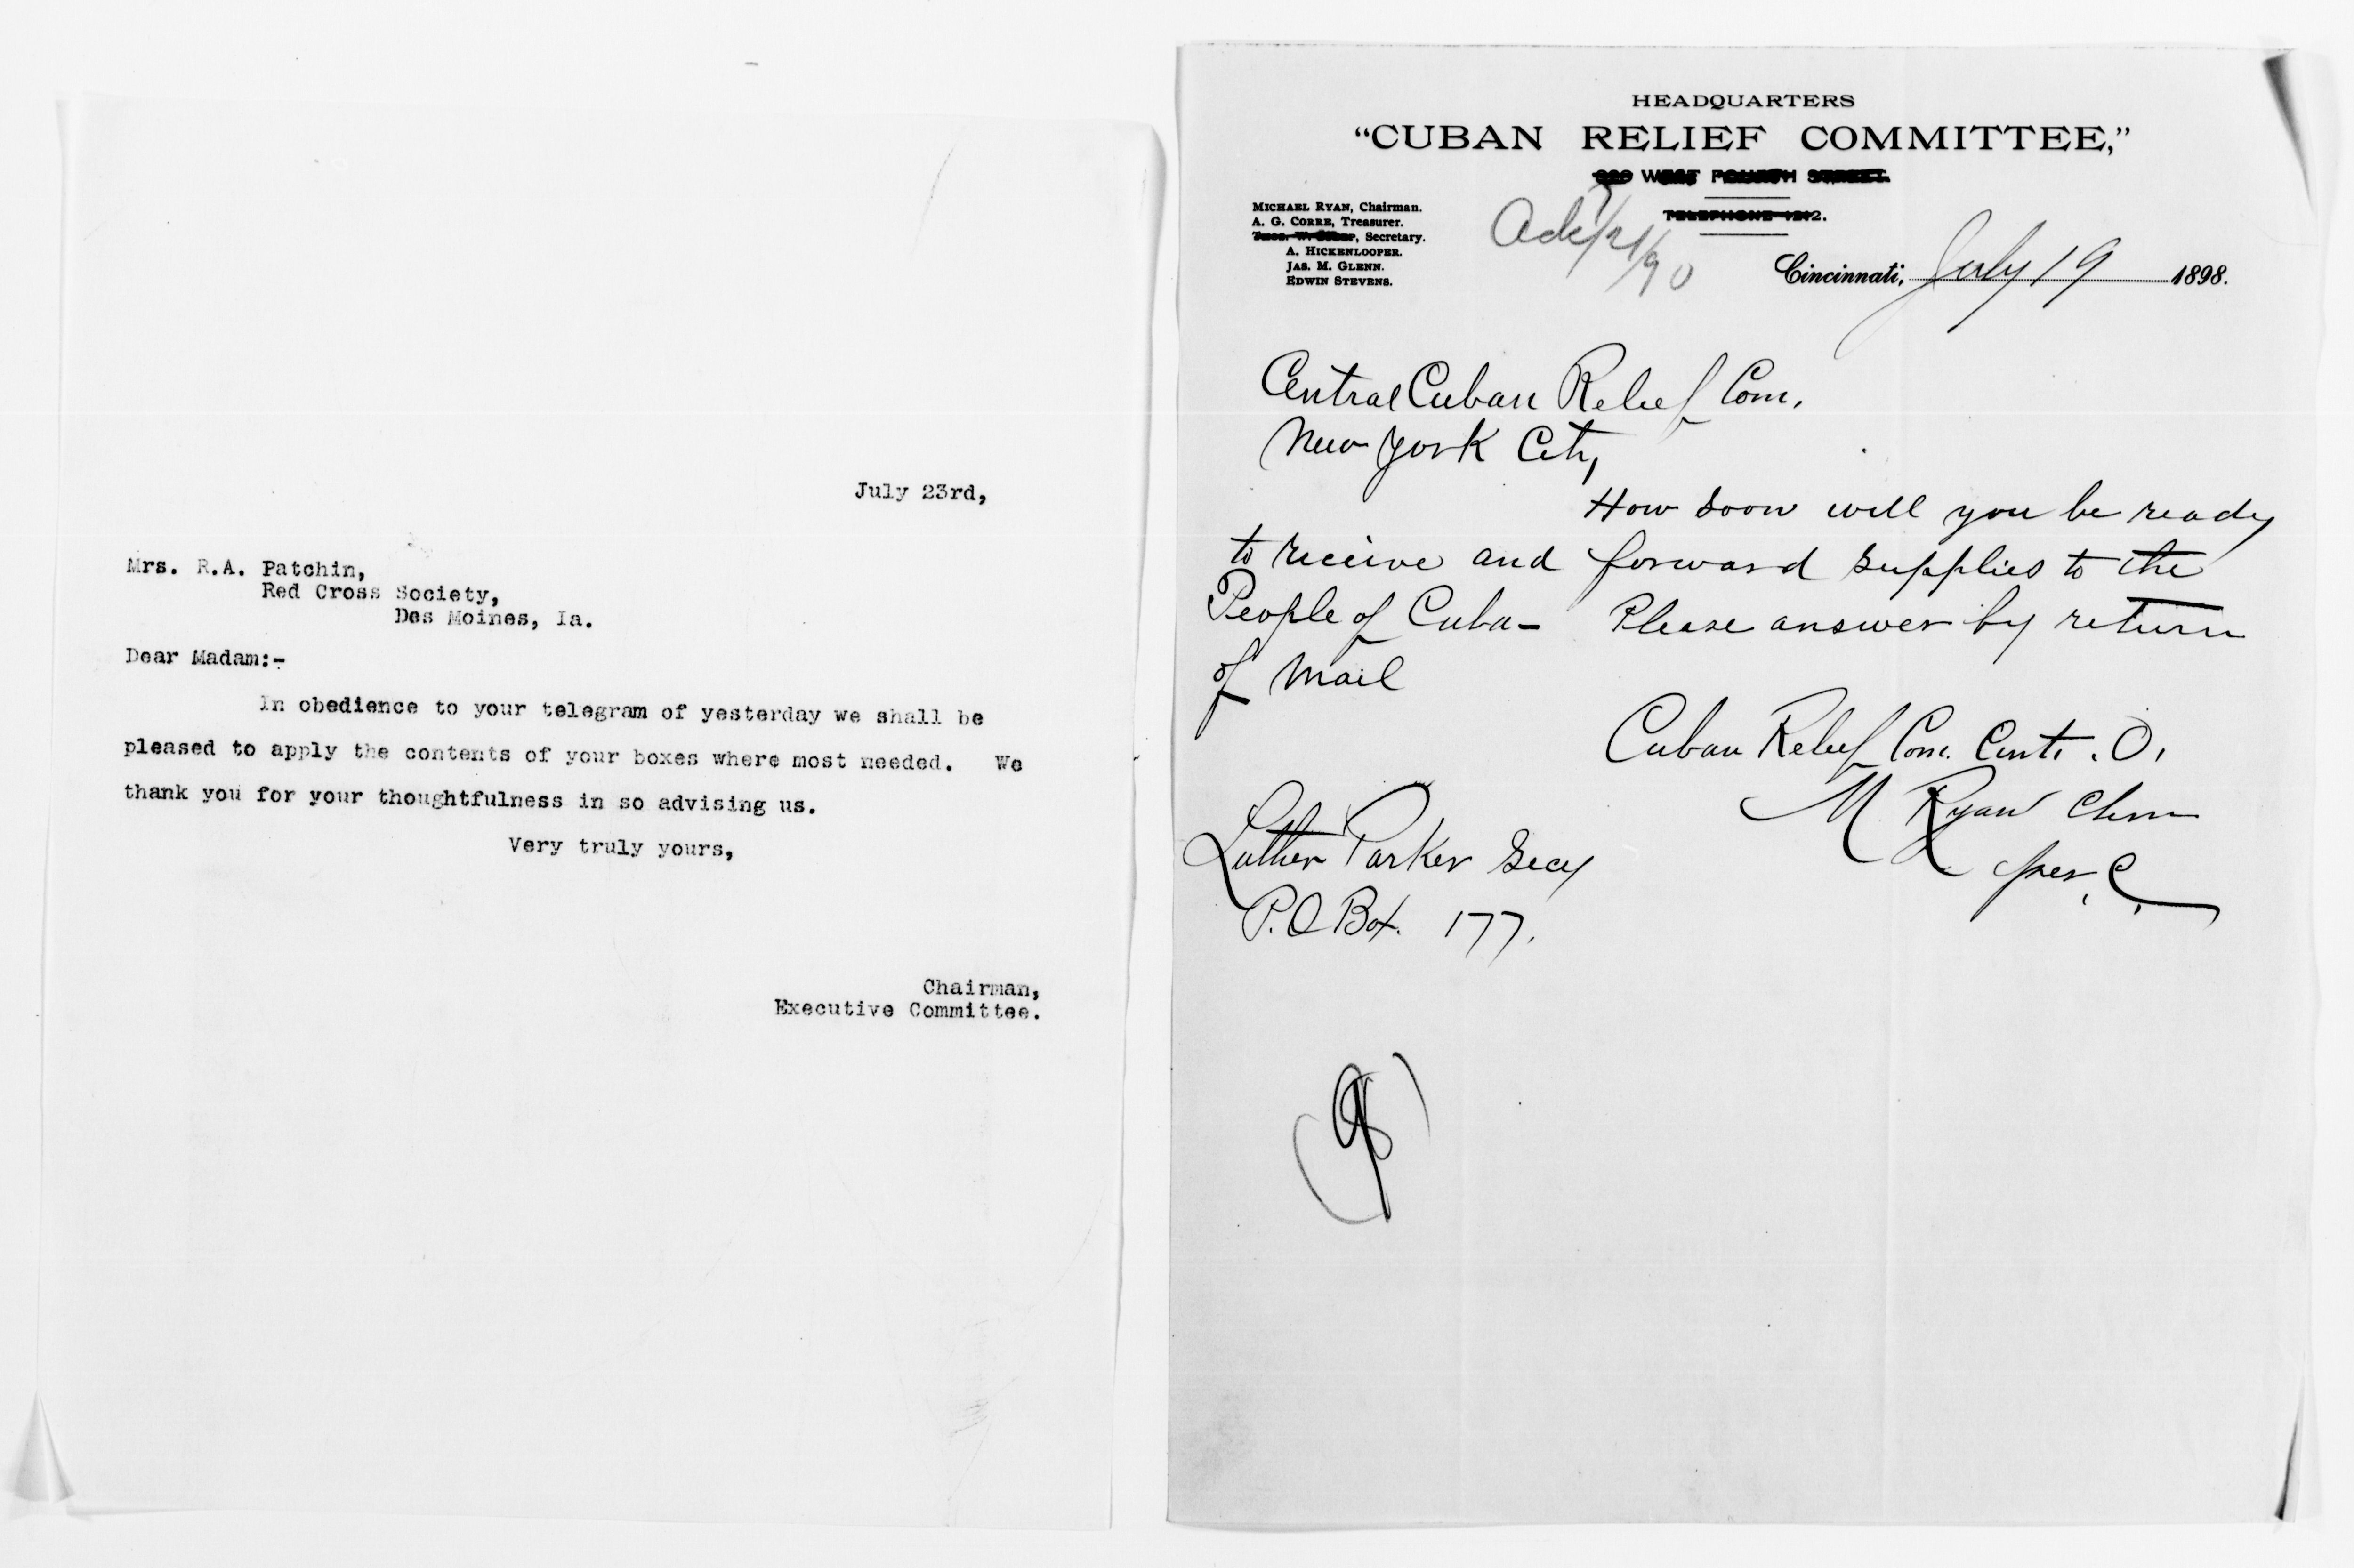 July 23rd,
Mrs. R.A. Patchin,
Red Cross Society,
Des Moines, Ia.
Dear Madam:-
In obedience to your telegram of yesterday we shall be
pleased to apply the contents of your boxes where most needed. We
thank you for your thoughtfulness in so advising us.
Very truly yours,
Chairman,
Executive Committee.
HEADQUARTERS
“CUBAN RELIEF COMMITTEE,”
WEST FOURTH STREET.
TELEPHONE 1212.
MICHAEL RYAN, Chairman.
A. G. CORRE, Treasurer.
, Secretary.
A. HICKENLOOPER.
JAS. M. GLENN.
EDWIN STEVENS.
Cincinnati, July 19 1898.
Central Cuban Relief Com.
New York City
How soon will you be ready
to receive and forward supplies to the
People of Cuba - Please answer by return
of Mail
Cuban Relief Com. Cinti. O.
M Ryan Chm
per C.
Luther Parker Secy
P.O Box. 177.